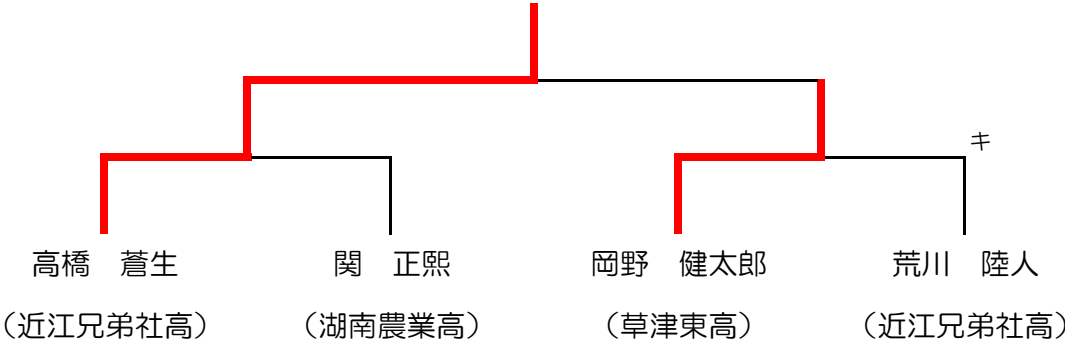 キ
高橋　蒼生　関　正熙　岡野　健太郎　荒川　陸人
（近江兄弟社高）　（湖南農業高）　（草津東高）　（近江兄弟社高）